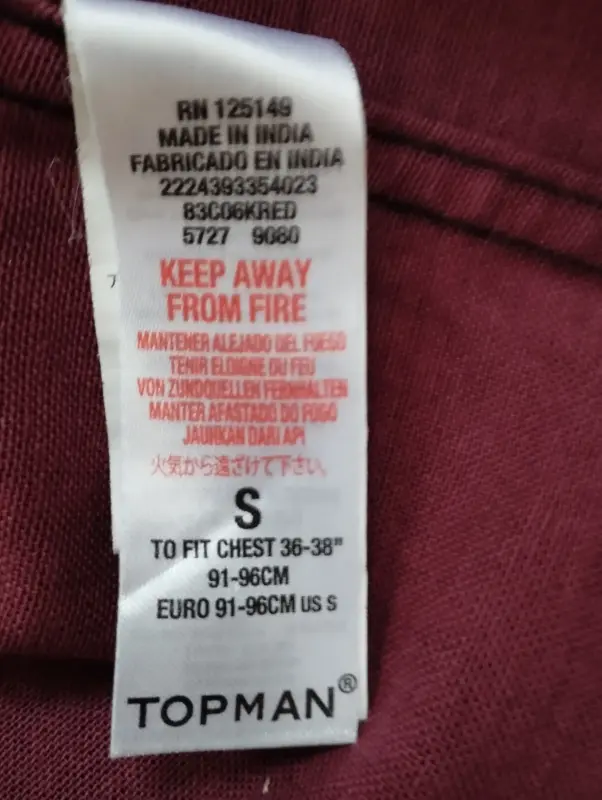 RN 125149
MADE IN INDIA
FABRICADO EN INDIA
2224393354023
83C06KRED
5727 9080
KEEP AWAY
FROM FIRE
MANTENER ALEJADO DEL FUEGO
TENIR ELOIGNE DU FEU
VON ZUNDQUELLEN FERNHALTEN
MANTER AFASTADO DO FOGO
JAUHKAN DARI API
火気から遠ざけて下さい。
S
TO FIT CHEST 36-38"
91-96CM
EURO 91-96CM US S
TOPMAN®